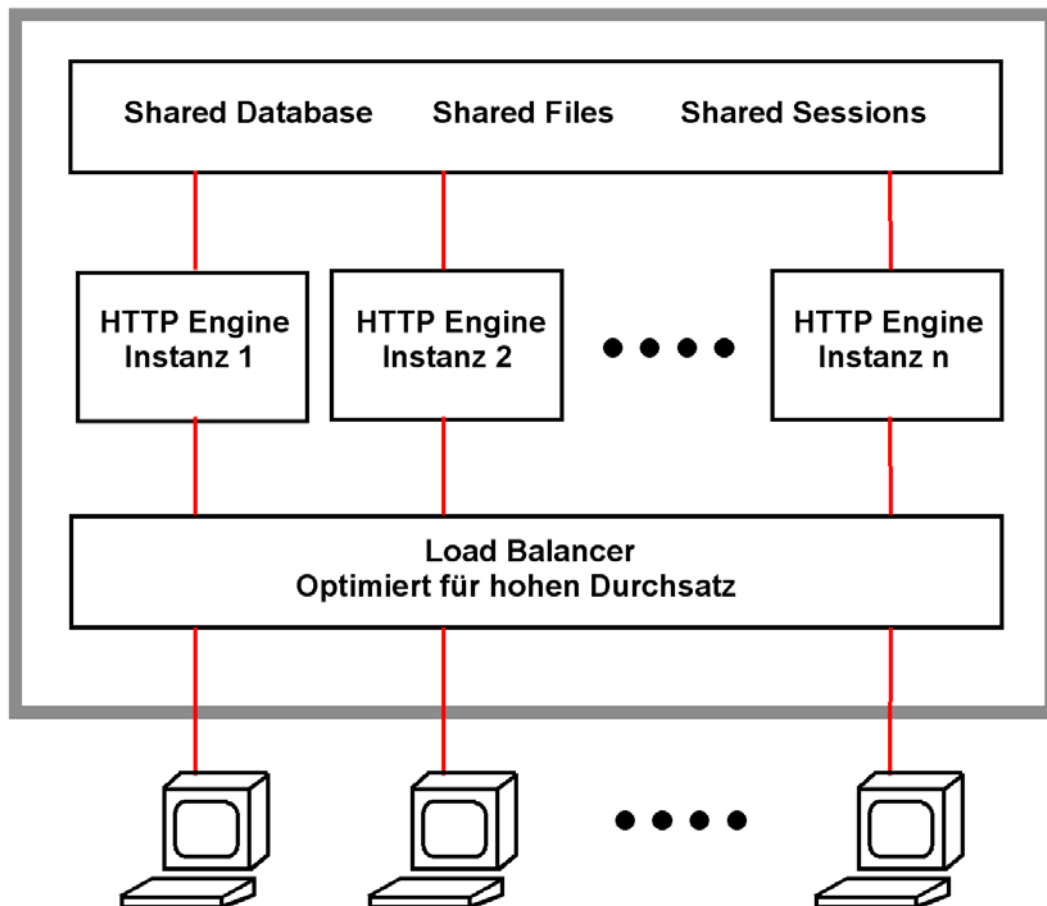 Shared Database Shared Files Shared Sessions
HTTP Engine
Instanz 1
HTTP Engine
Instanz 2
HTTP Engine
Instanz n
Load Balancer
Optimiert für hohen Durchsatz